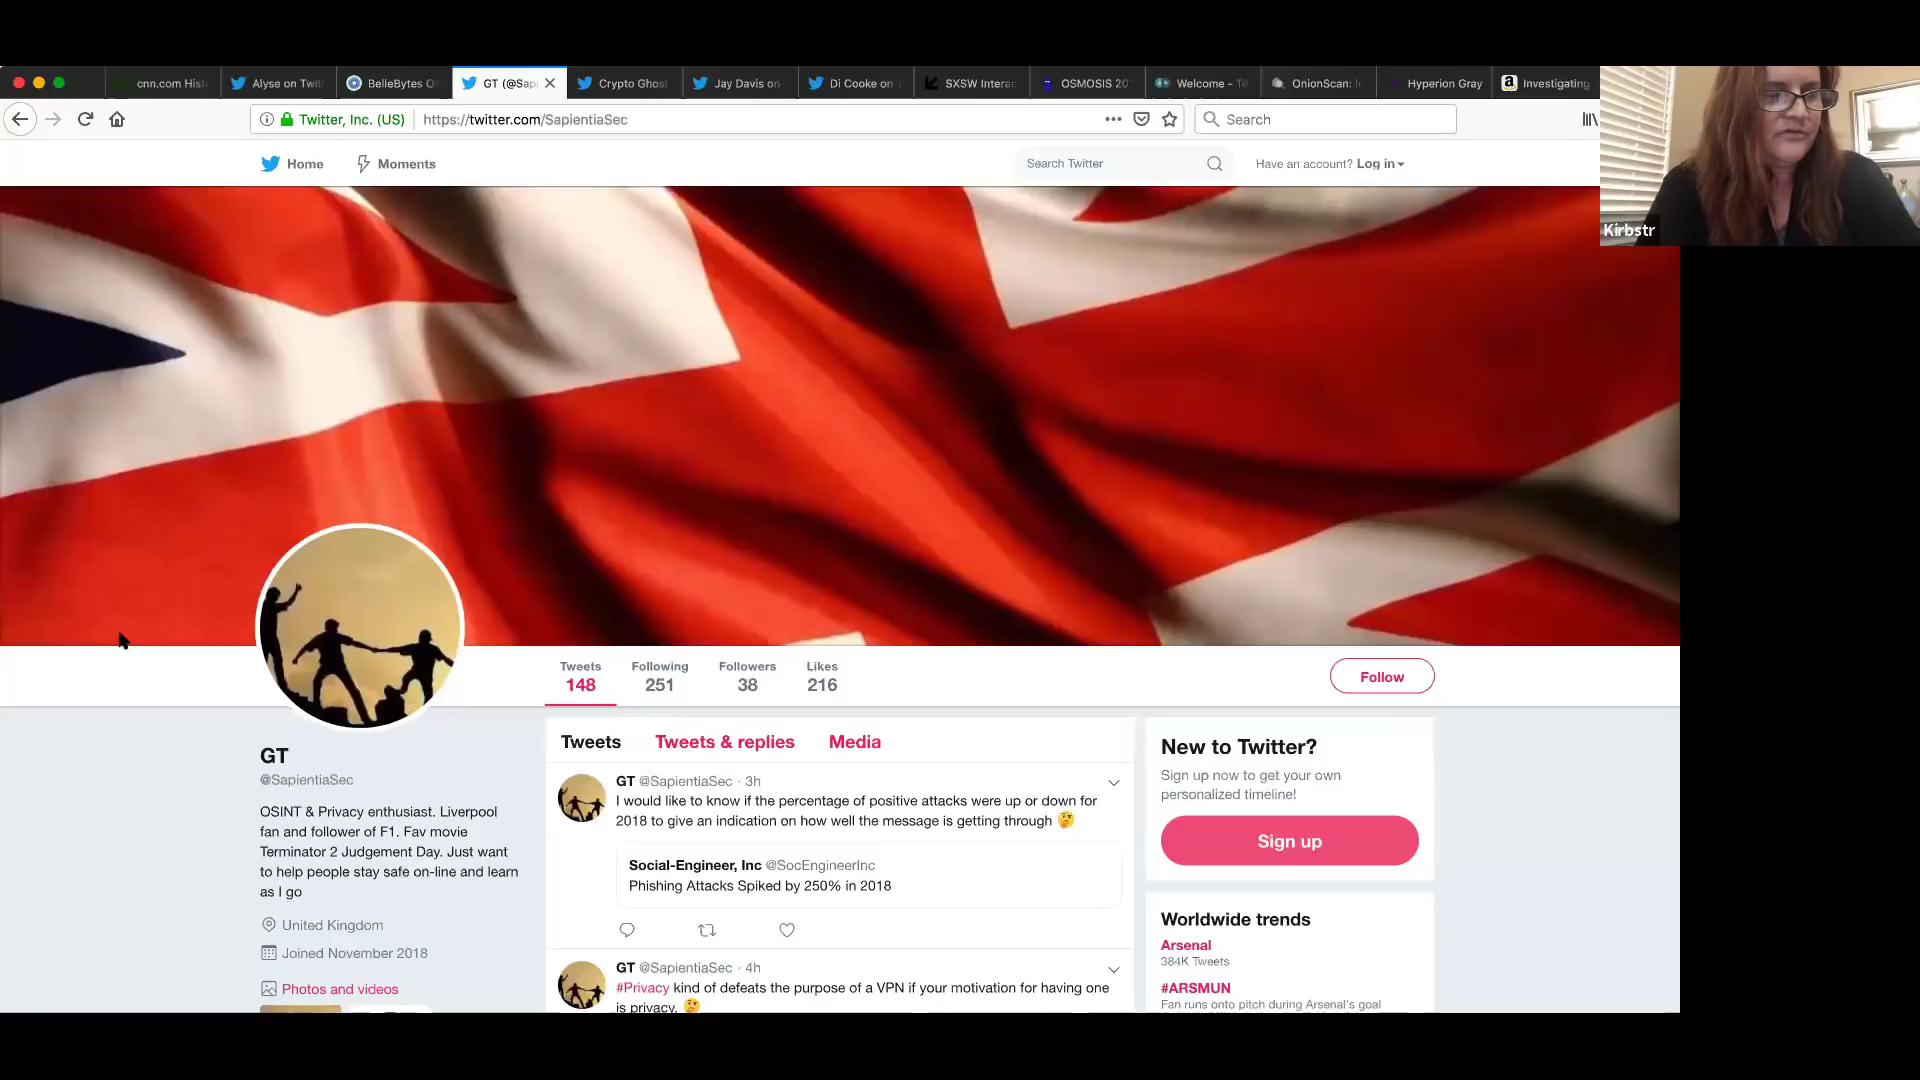 cnn.com His
Alyse on Twit
BelleBytes O
GT (@Sap
Crypto Ghos
Jay Davis on
Di Cooke on
SXSW Interac
OSMOSIS 20
Welcome - Te
OnionScan: I
Hyperion Gray
Investigating
Twitter, Inc. (US)
https://twitter.com/SapientiaSec
Search
Home
Moments
Search Twitter
Have an account? Log in
Kirbstr
Tweets
148
Following
251
Followers
38
Likes
216
Follow
GT
@SapientiaSec
OSINT & Privacy enthusiast. Liverpool
fan and follower of F1. Fav movie
Terminator 2 Judgement Day. Just want
to help people stay safe on-line and learn
as I go
United Kingdom
Joined November 2018
Photos and videos
Tweets
Tweets & replies
Media
GT @SapientiaSec · 3h
I would like to know if the percentage of positive attacks were up or down for
2018 to give an indication on how well the message is getting through 🤔
Social-Engineer, Inc @SocEngineerInc
Phishing Attacks Spiked by 250% in 2018
GT @SapientiaSec · 4h
#Privacy kind of defeats the purpose of a VPN if your motivation for having one
is privacy. 🤔
New to Twitter?
Sign up now to get your own
personalized timeline!
Sign up
Worldwide trends
Arsenal
384K Tweets
#ARSMUN
Fan runs onto pitch during Arsenal's goal